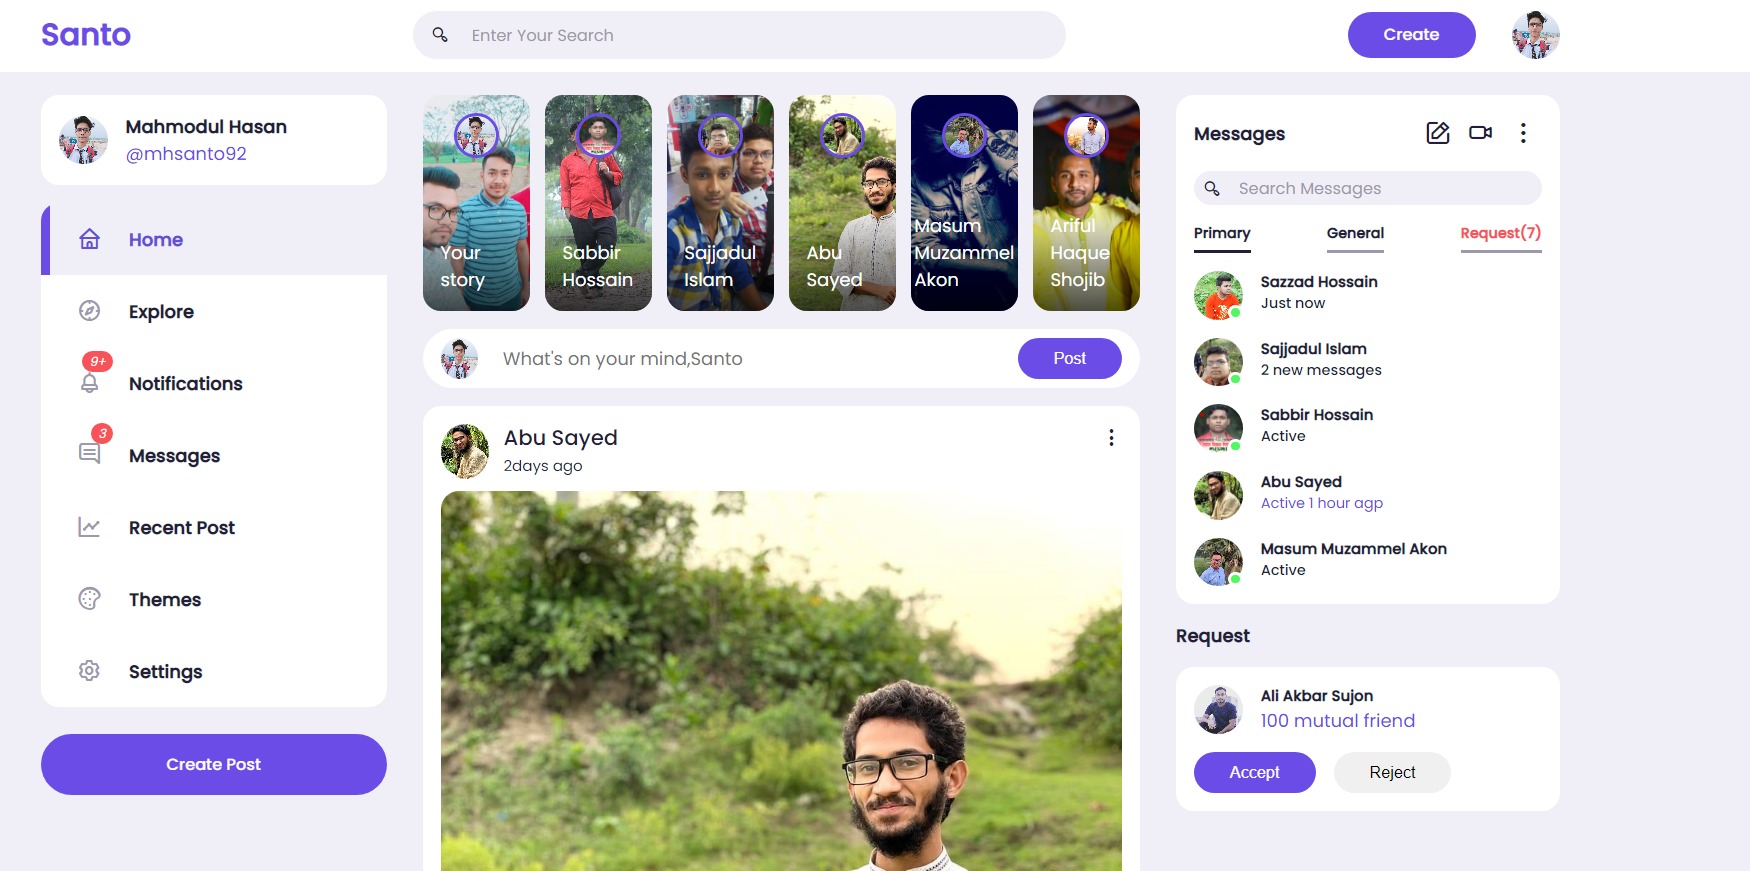 Santo
Enter Your Search
Create
Mahmodul Hasan
@mhsanto92
Home
Explore
9+
Notifications
3
Messages
Recent Post
Themes
Settings
Create Post
Your
story
Sabbir
Hossain
Sajjadul
Islam
Abu
Sayed
Masum
Muzammel
Akon
Ariful
Haque
Shojib
What's on your mind,Santo
Post
Abu Sayed
2days ago
Messages
Search Messages
Primary
General
Request(7)
Sazzad Hossain
Just now
Sajjadul Islam
2 new messages
Sabbir Hossain
Active
Abu Sayed
Active 1 hour agp
Masum Muzammel Akon
Active
Request
Ali Akbar Sujon
100 mutual friend
Accept
Reject